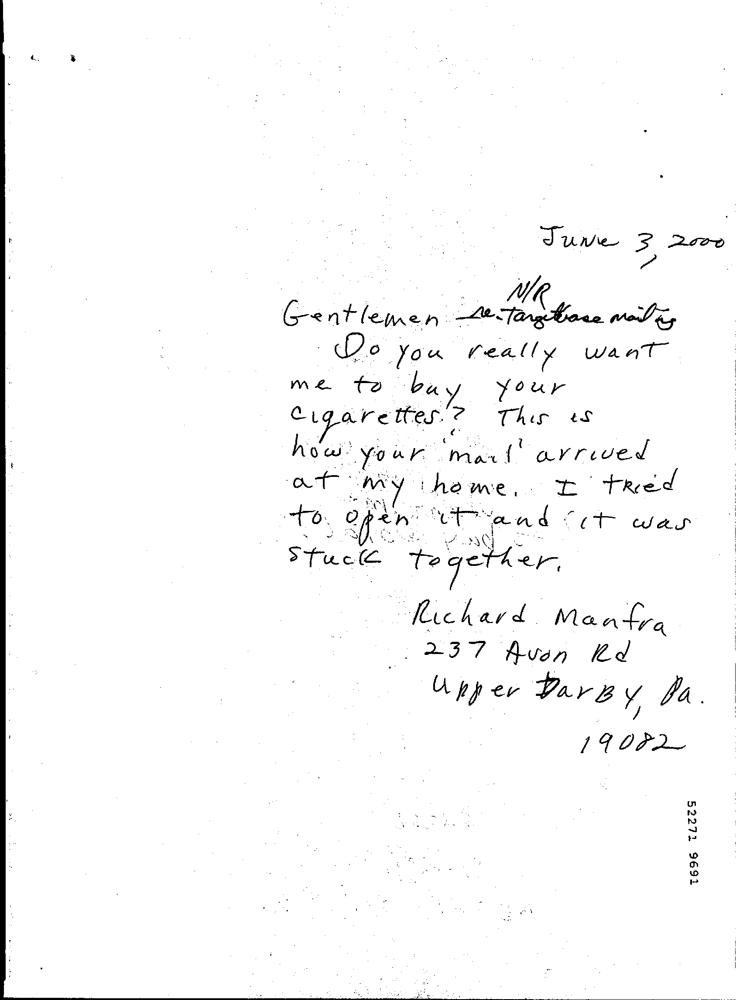 June 3, 2000
N/R
Gentlemen re: Targetbase mailing
Do you really want
me to buy your
cigarettes? This is
how your 'mail' arrived
at my home. I tried
to open it and it was
stuck together.
Richard Manfra
237 Avon Rd
Upper Darby, Pa.
19082
52271 9691